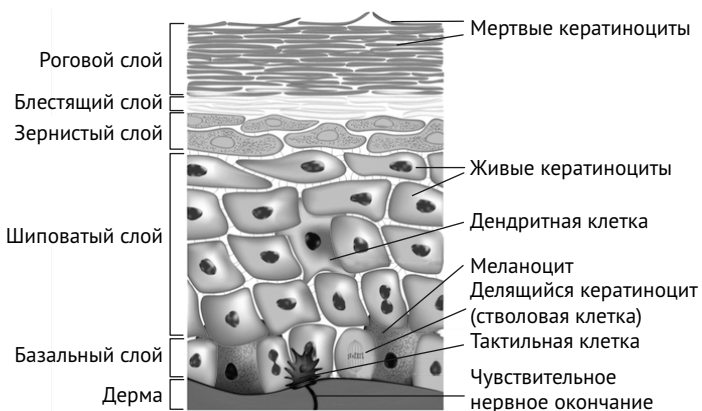 Роговой слой
Блестящий слой
Зернистый слой
Шиповатый слой
Базальный слой
Дерма
Мертвые кератиноциты
Живые кератиноциты
Дендритная клетка
Меланоцит
Делящийся кератиноцит
(стволовая клетка)
Тактильная клетка
Чувствительное
нервное окончание